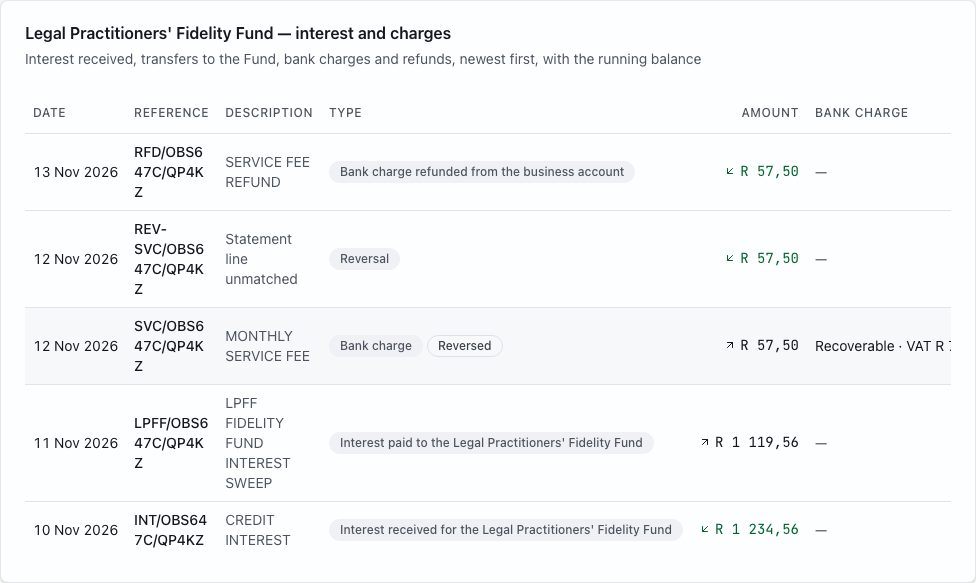 Legal Practitioners' Fidelity Fund — interest and charges
Interest received, transfers to the Fund, bank charges and refunds, newest first, with the running balance
DATE REFERENCE DESCRIPTION TYPE AMOUNT BANK CHARGE
13 Nov 2026
RFD/OBS6
47C/QP4K
Z
SERVICE FEE
REFUND
Bank charge refunded from the business account
↙ R 57,50
—
12 Nov 2026
REV-
SVC/OBS6
47C/QP4K
Z
Statement
line
unmatched
Reversal
↙ R 57,50
—
12 Nov 2026
SVC/OBS6
47C/QP4K
Z
MONTHLY
SERVICE FEE
Bank charge Reversed
↗ R 57,50
Recoverable · VAT R
11 Nov 2026
LPFF/OBS6
47C/QP4K
Z
LPFF
FIDELITY
FUND
INTEREST
SWEEP
Interest paid to the Legal Practitioners' Fidelity Fund
↗ R 1 119,56
—
10 Nov 2026
INT/OBS64
7C/QP4KZ
CREDIT
INTEREST
Interest received for the Legal Practitioners' Fidelity Fund
↙ R 1 234,56
—